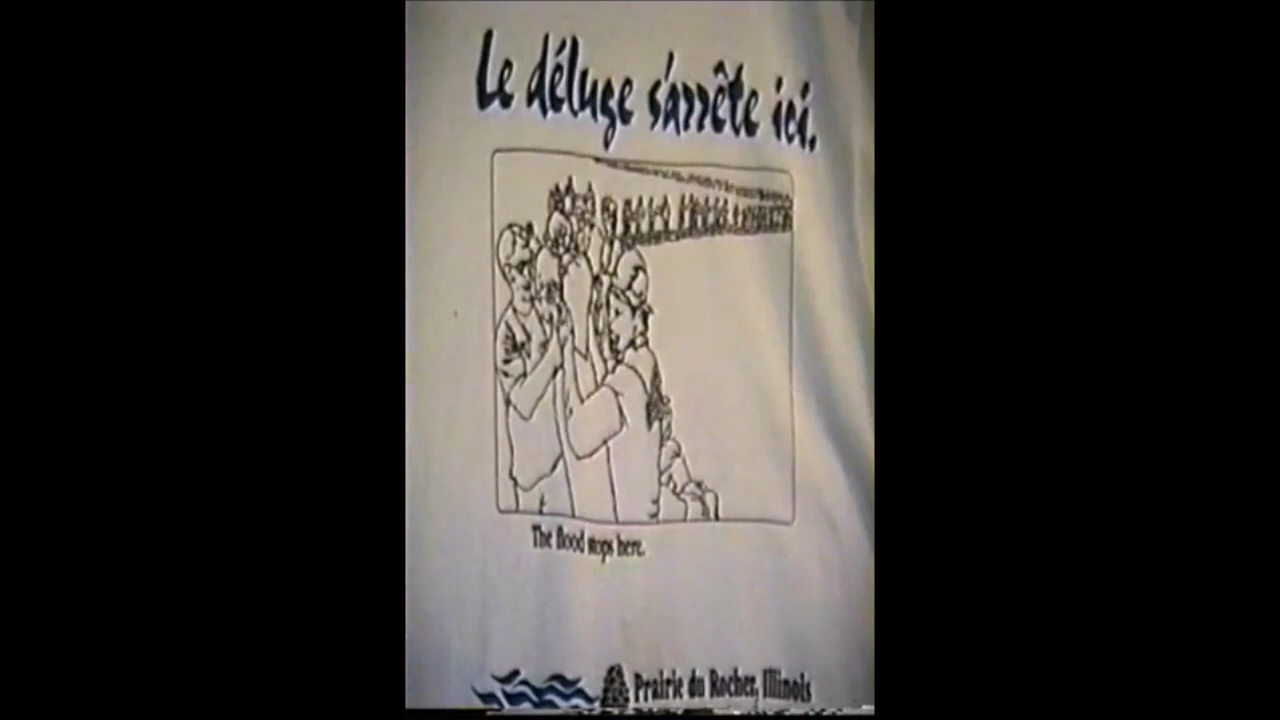 Le déluge s'arrête ici.
The flood stops here.
Prairie du Rocher, Illinois